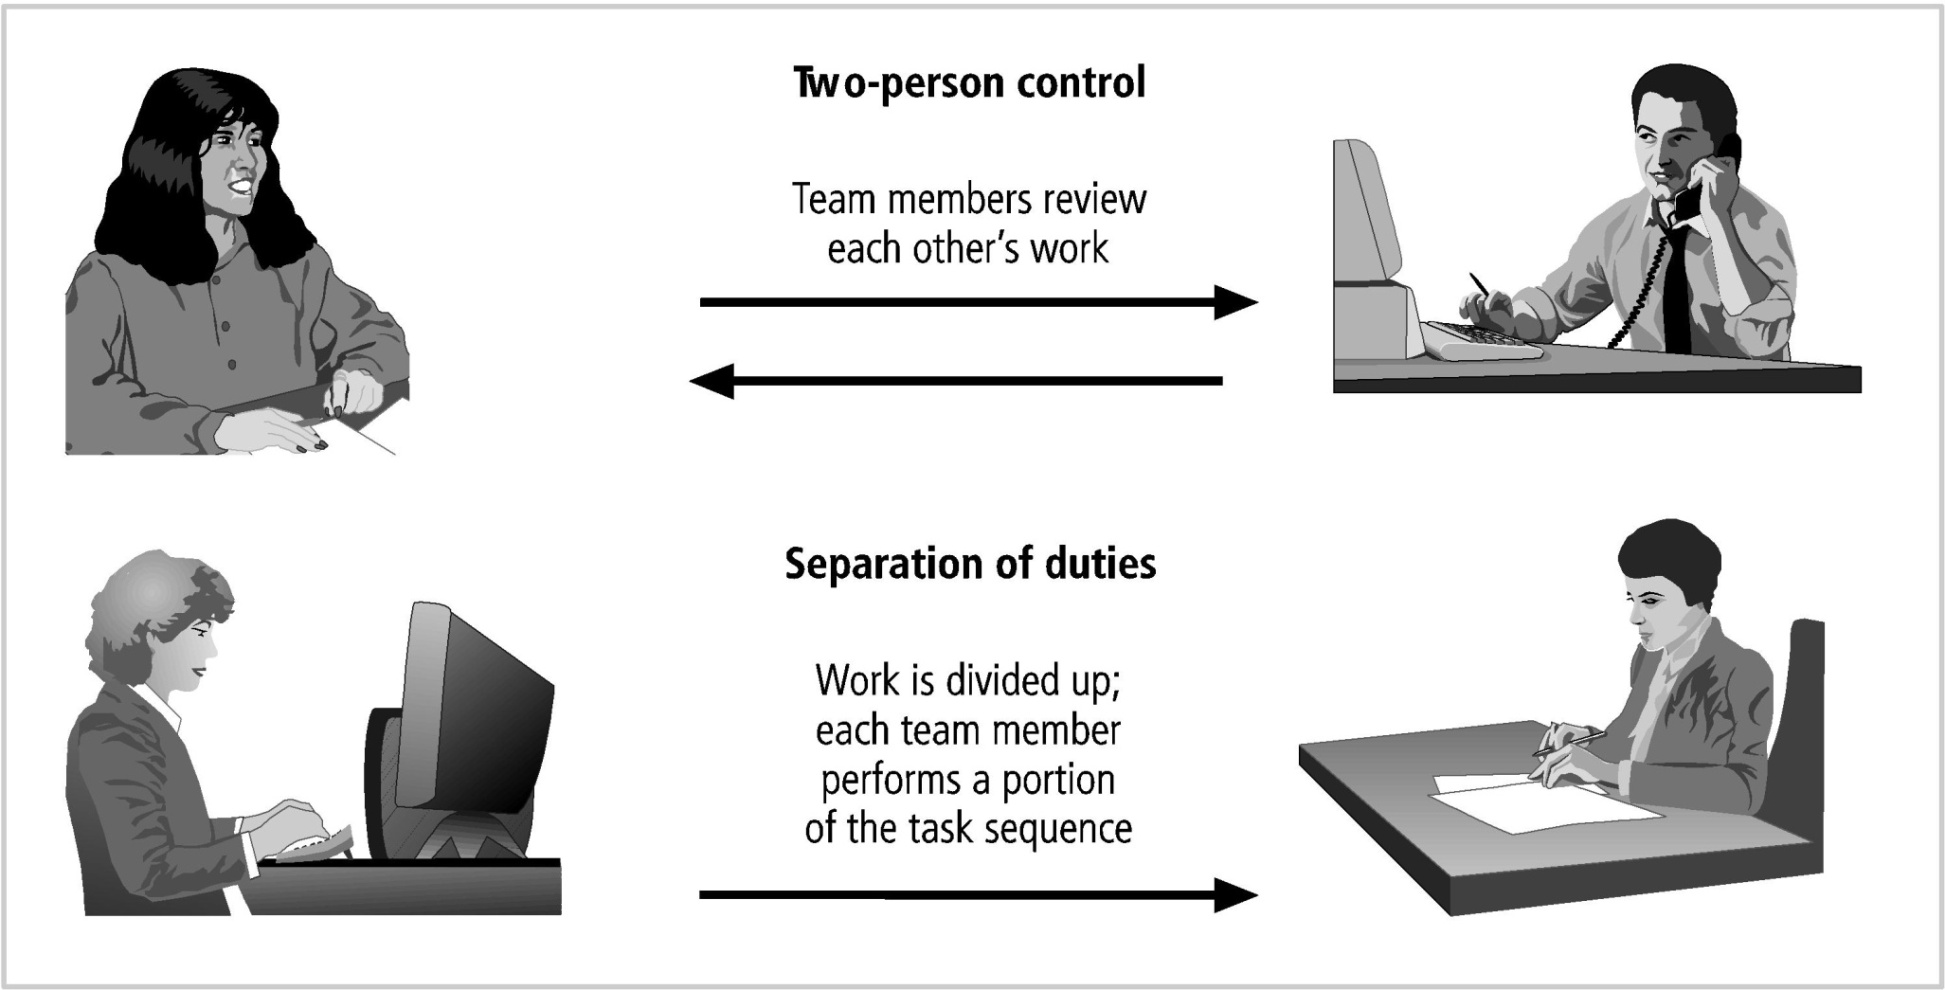 Two-person control
Team members review
each other's work
Separation of duties
Work is divided up;
each team member
performs a portion
of the task sequence